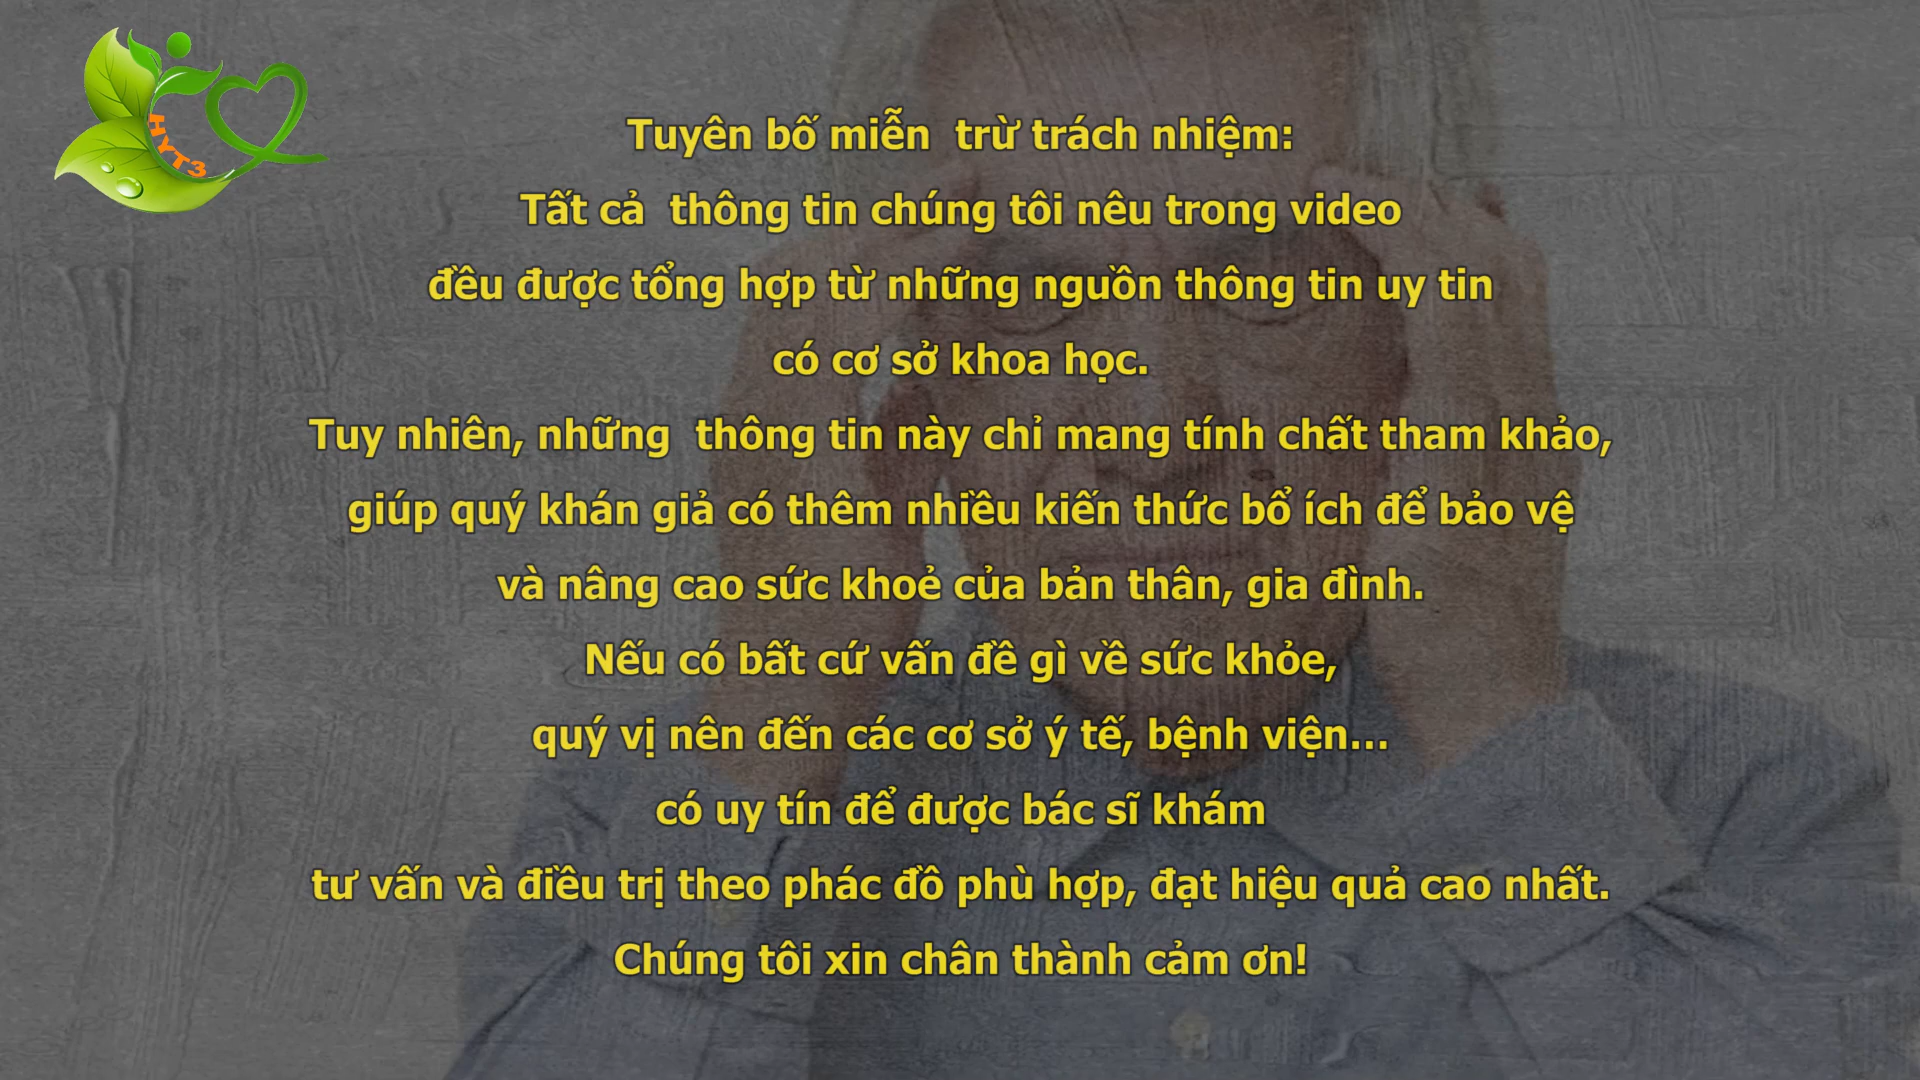 HYT3
Tuyên bố miễn  trừ trách nhiệm:
Tất cả  thông tin chúng tôi nêu trong video
đều được tổng hợp từ những nguồn thông tin uy tin
có cơ sở khoa học.
Tuy nhiên, những  thông tin này chỉ mang tính chất tham khảo,
giúp quý khán giả có thêm nhiều kiến thức bổ ích để bảo vệ
và nâng cao sức khoẻ của bản thân, gia đình.
Nếu có bất cứ vấn đề gì về sức khỏe,
quý vị nên đến các cơ sở ý tế, bệnh viện...
có uy tín để được bác sĩ khám
tư vấn và điều trị theo phác đồ phù hợp, đạt hiệu quả cao nhất.
Chúng tôi xin chân thành cảm ơn!